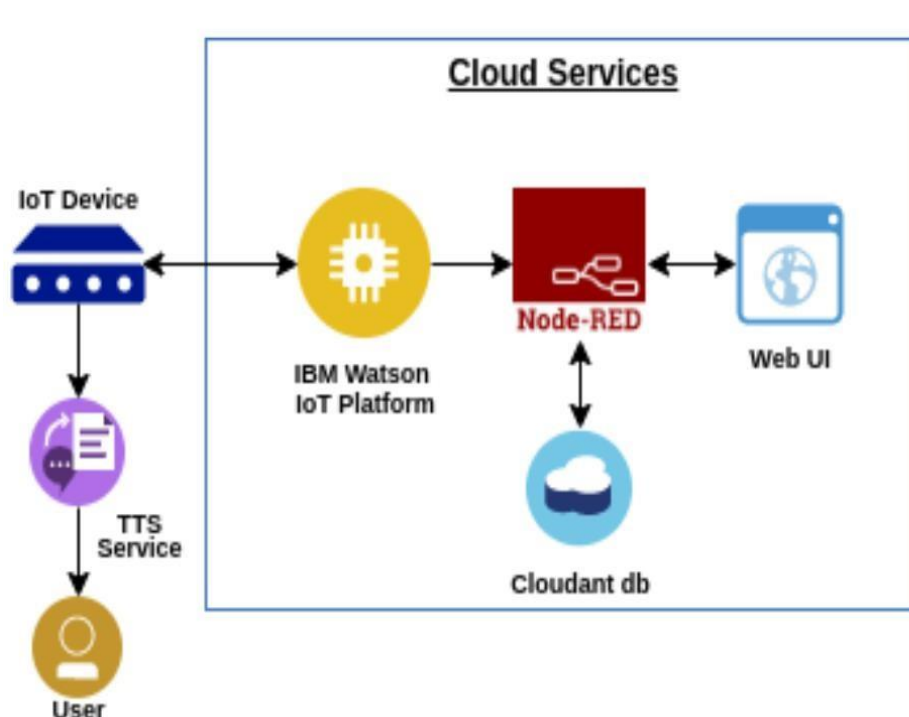 Cloud Services
IoT Device
Node-RED
Web UI
IBM Watson
IoT Platform
TTS
Service
Cloudant db
User